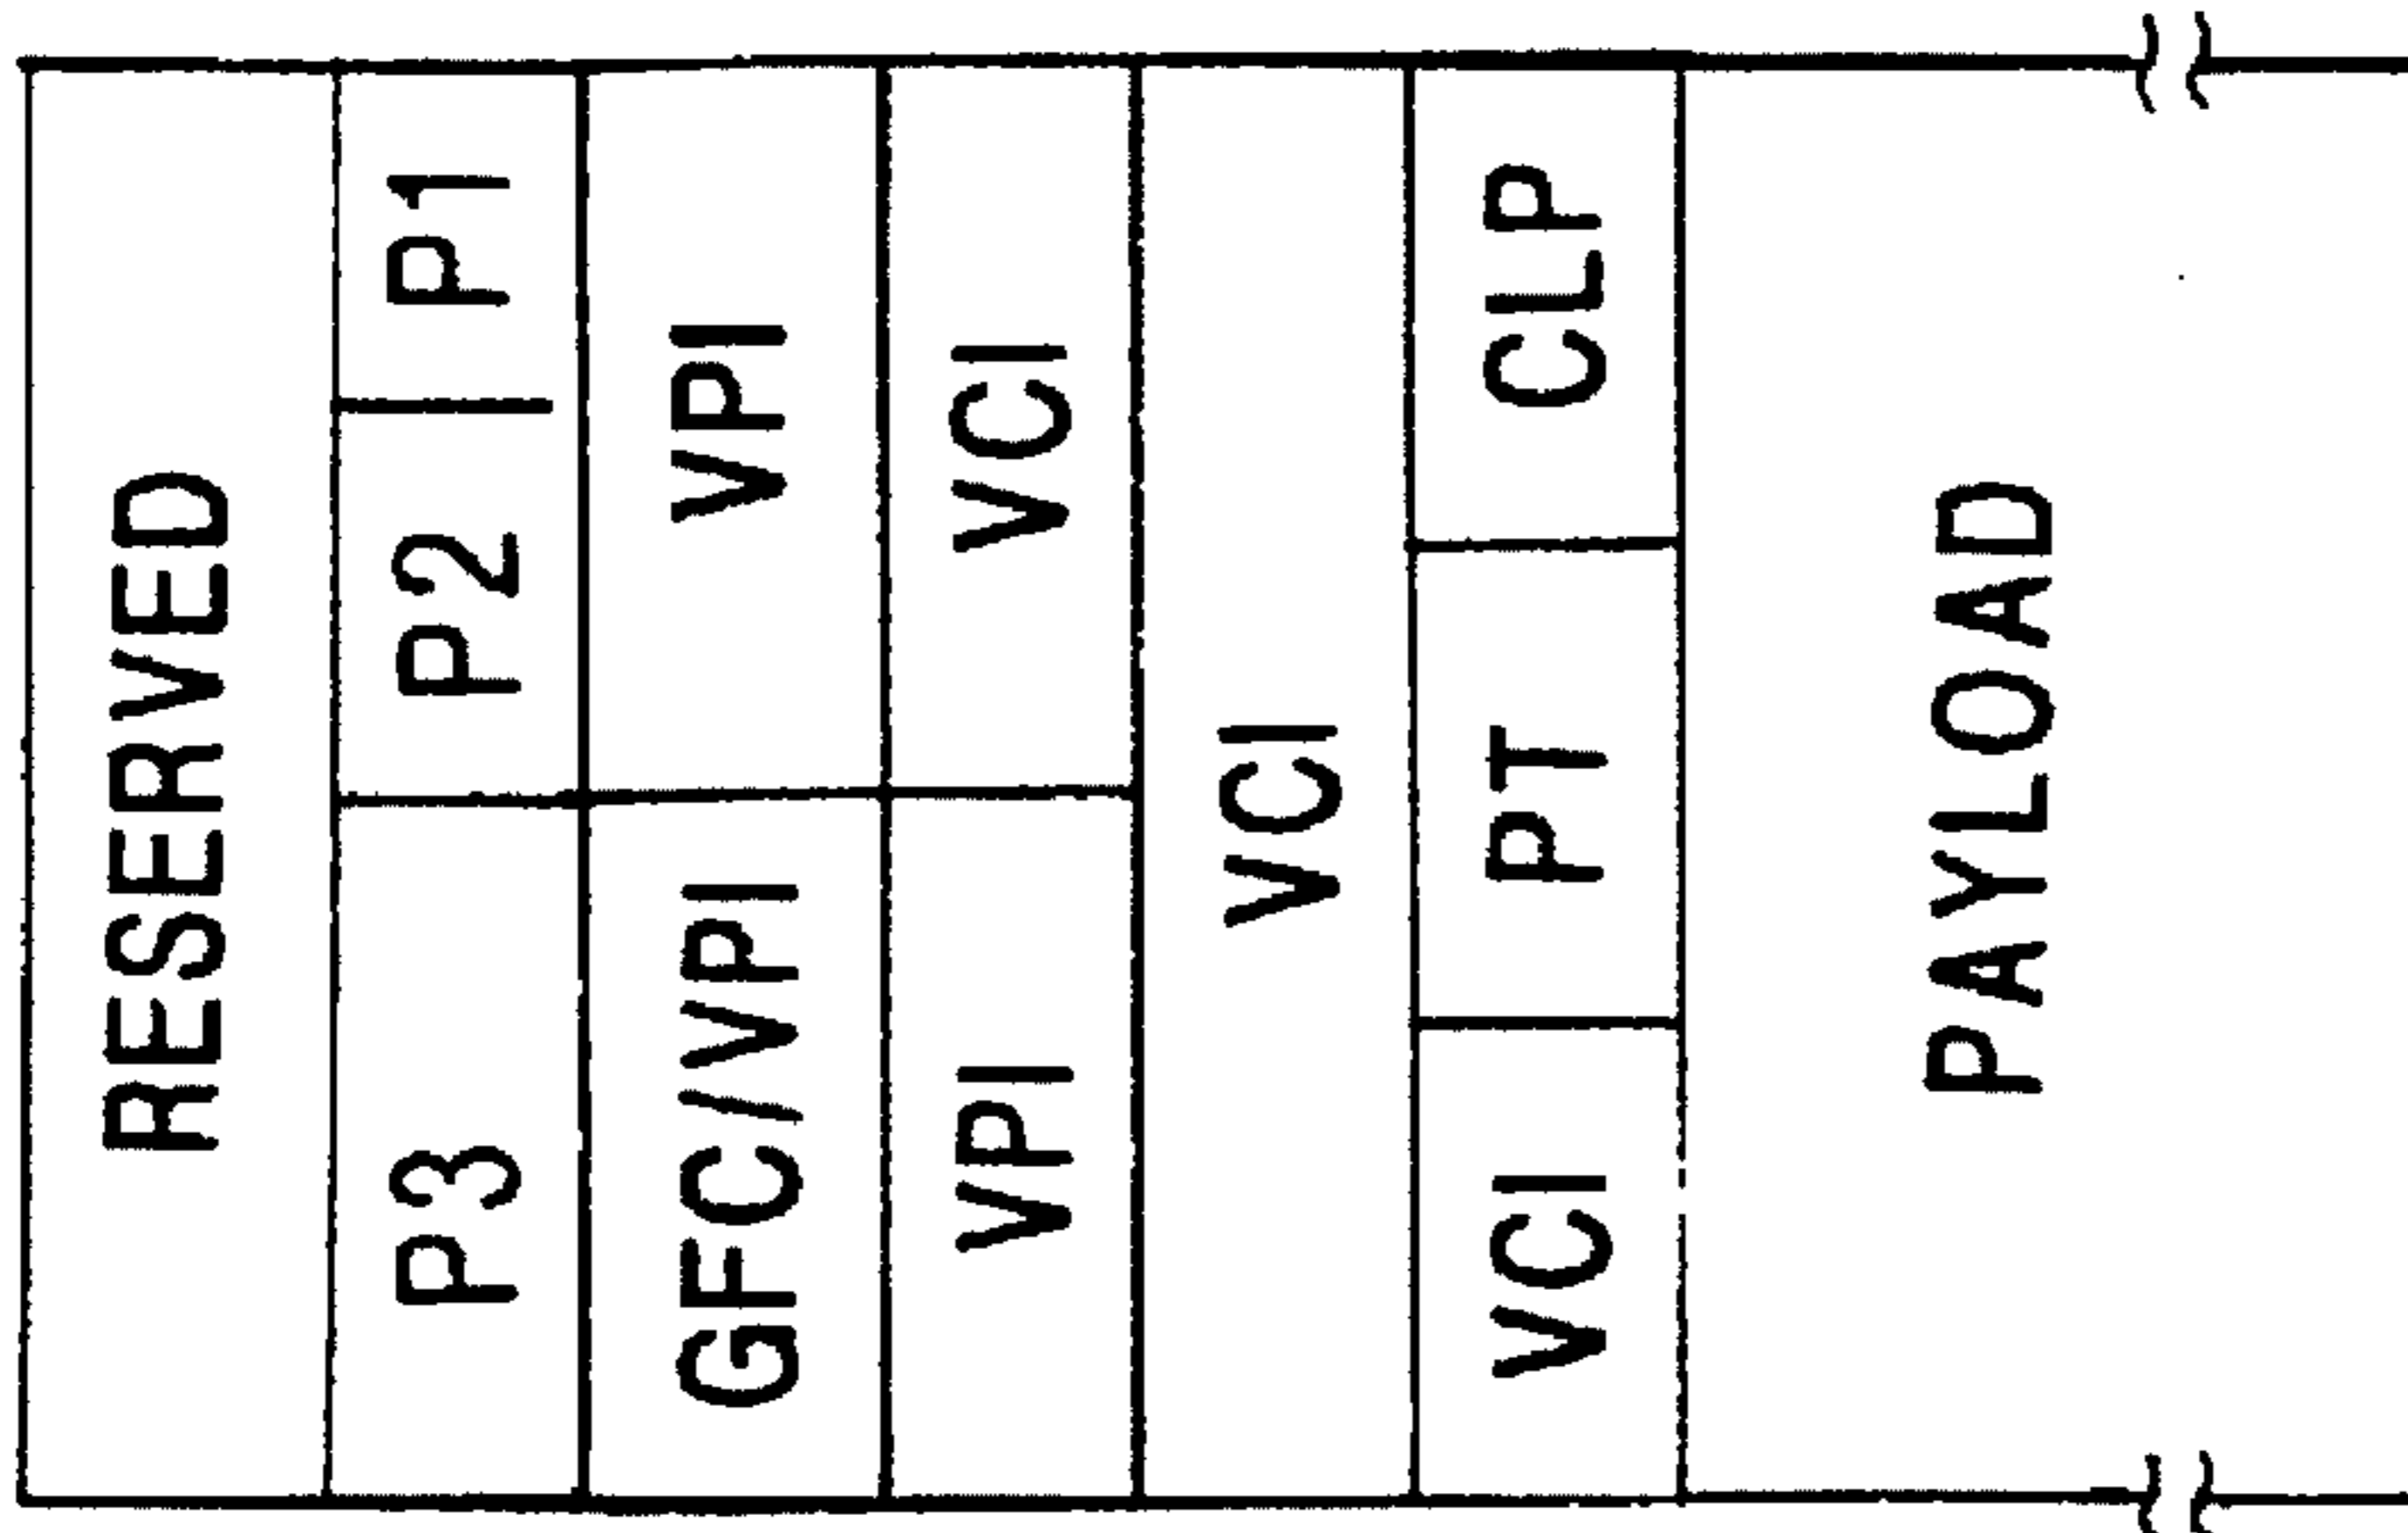 RESERVED
P3 P2 P1
GFC/VPI VPI
VPI VCI
VCI
VCI PT CLP
PAYLOAD